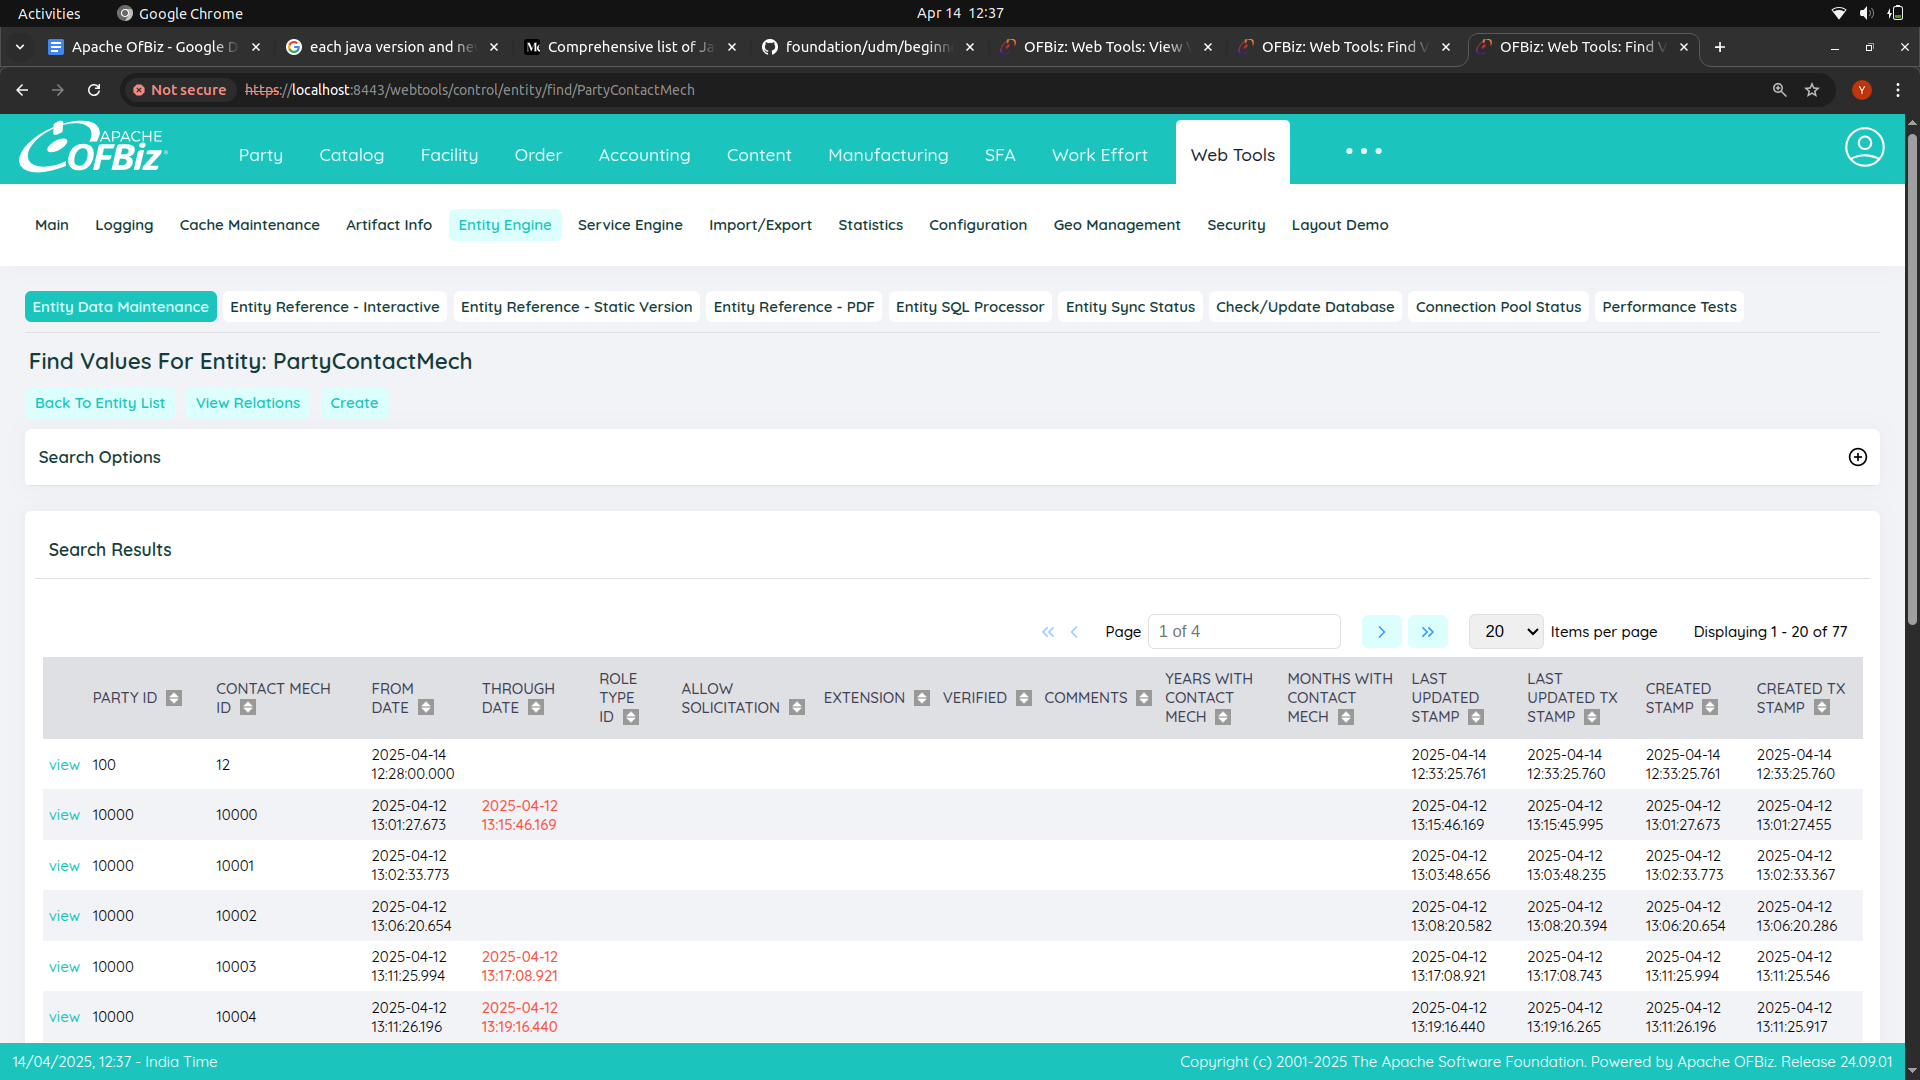 Activities Google Chrome Apr 14 12:37
Apache OfBiz - Google D each java version and ne Comprehensive list of Ja foundation/udm/beginn OFBiz: Web Tools: View OFBiz: Web Tools: Find V OFBiz: Web Tools: Find V
Not secure https://localhost:8443/webtools/control/entity/find/PartyContactMech Y
APACHE OFBiz Party Catalog Facility Order Accounting Content Manufacturing SFA Work Effort Web Tools
Main Logging Cache Maintenance Artifact Info Entity Engine Service Engine Import/Export Statistics Configuration Geo Management Security Layout Demo
Entity Data Maintenance Entity Reference - Interactive Entity Reference - Static Version Entity Reference - PDF Entity SQL Processor Entity Sync Status Check/Update Database Connection Pool Status Performance Tests
Find Values For Entity: PartyContactMech
Back To Entity List View Relations Create
Search Options
Search Results
« ‹ Page 1 of 4 › » 20 Items per page Displaying 1 - 20 of 77
PARTY ID CONTACT MECH ID FROM DATE THROUGH DATE ROLE TYPE ID ALLOW SOLICITATION EXTENSION VERIFIED COMMENTS YEARS WITH CONTACT MECH MONTHS WITH CONTACT MECH LAST UPDATED STAMP LAST UPDATED TX STAMP CREATED STAMP CREATED TX STAMP
view 100 12 2025-04-14 12:28:00.000 2025-04-14 12:33:25.761 2025-04-14 12:33:25.760 2025-04-14 12:33:25.761 2025-04-14 12:33:25.760
view 10000 10000 2025-04-12 13:01:27.673 2025-04-12 13:15:46.169 2025-04-12 13:15:46.169 2025-04-12 13:15:45.995 2025-04-12 13:01:27.673 2025-04-12 13:01:27.455
view 10000 10001 2025-04-12 13:02:33.773 2025-04-12 13:03:48.656 2025-04-12 13:03:48.235 2025-04-12 13:02:33.773 2025-04-12 13:02:33.367
view 10000 10002 2025-04-12 13:06:20.654 2025-04-12 13:08:20.582 2025-04-12 13:08:20.394 2025-04-12 13:06:20.654 2025-04-12 13:06:20.286
view 10000 10003 2025-04-12 13:11:25.994 2025-04-12 13:17:08.921 2025-04-12 13:17:08.921 2025-04-12 13:17:08.743 2025-04-12 13:11:25.994 2025-04-12 13:11:25.546
view 10000 10004 2025-04-12 13:11:26.196 2025-04-12 13:19:16.440 2025-04-12 13:19:16.440 2025-04-12 13:19:16.265 2025-04-12 13:11:26.196 2025-04-12 13:11:25.917
14/04/2025, 12:37 - India Time Copyright (c) 2001-2025 The Apache Software Foundation. Powered by Apache OFBiz. Release 24.09.01